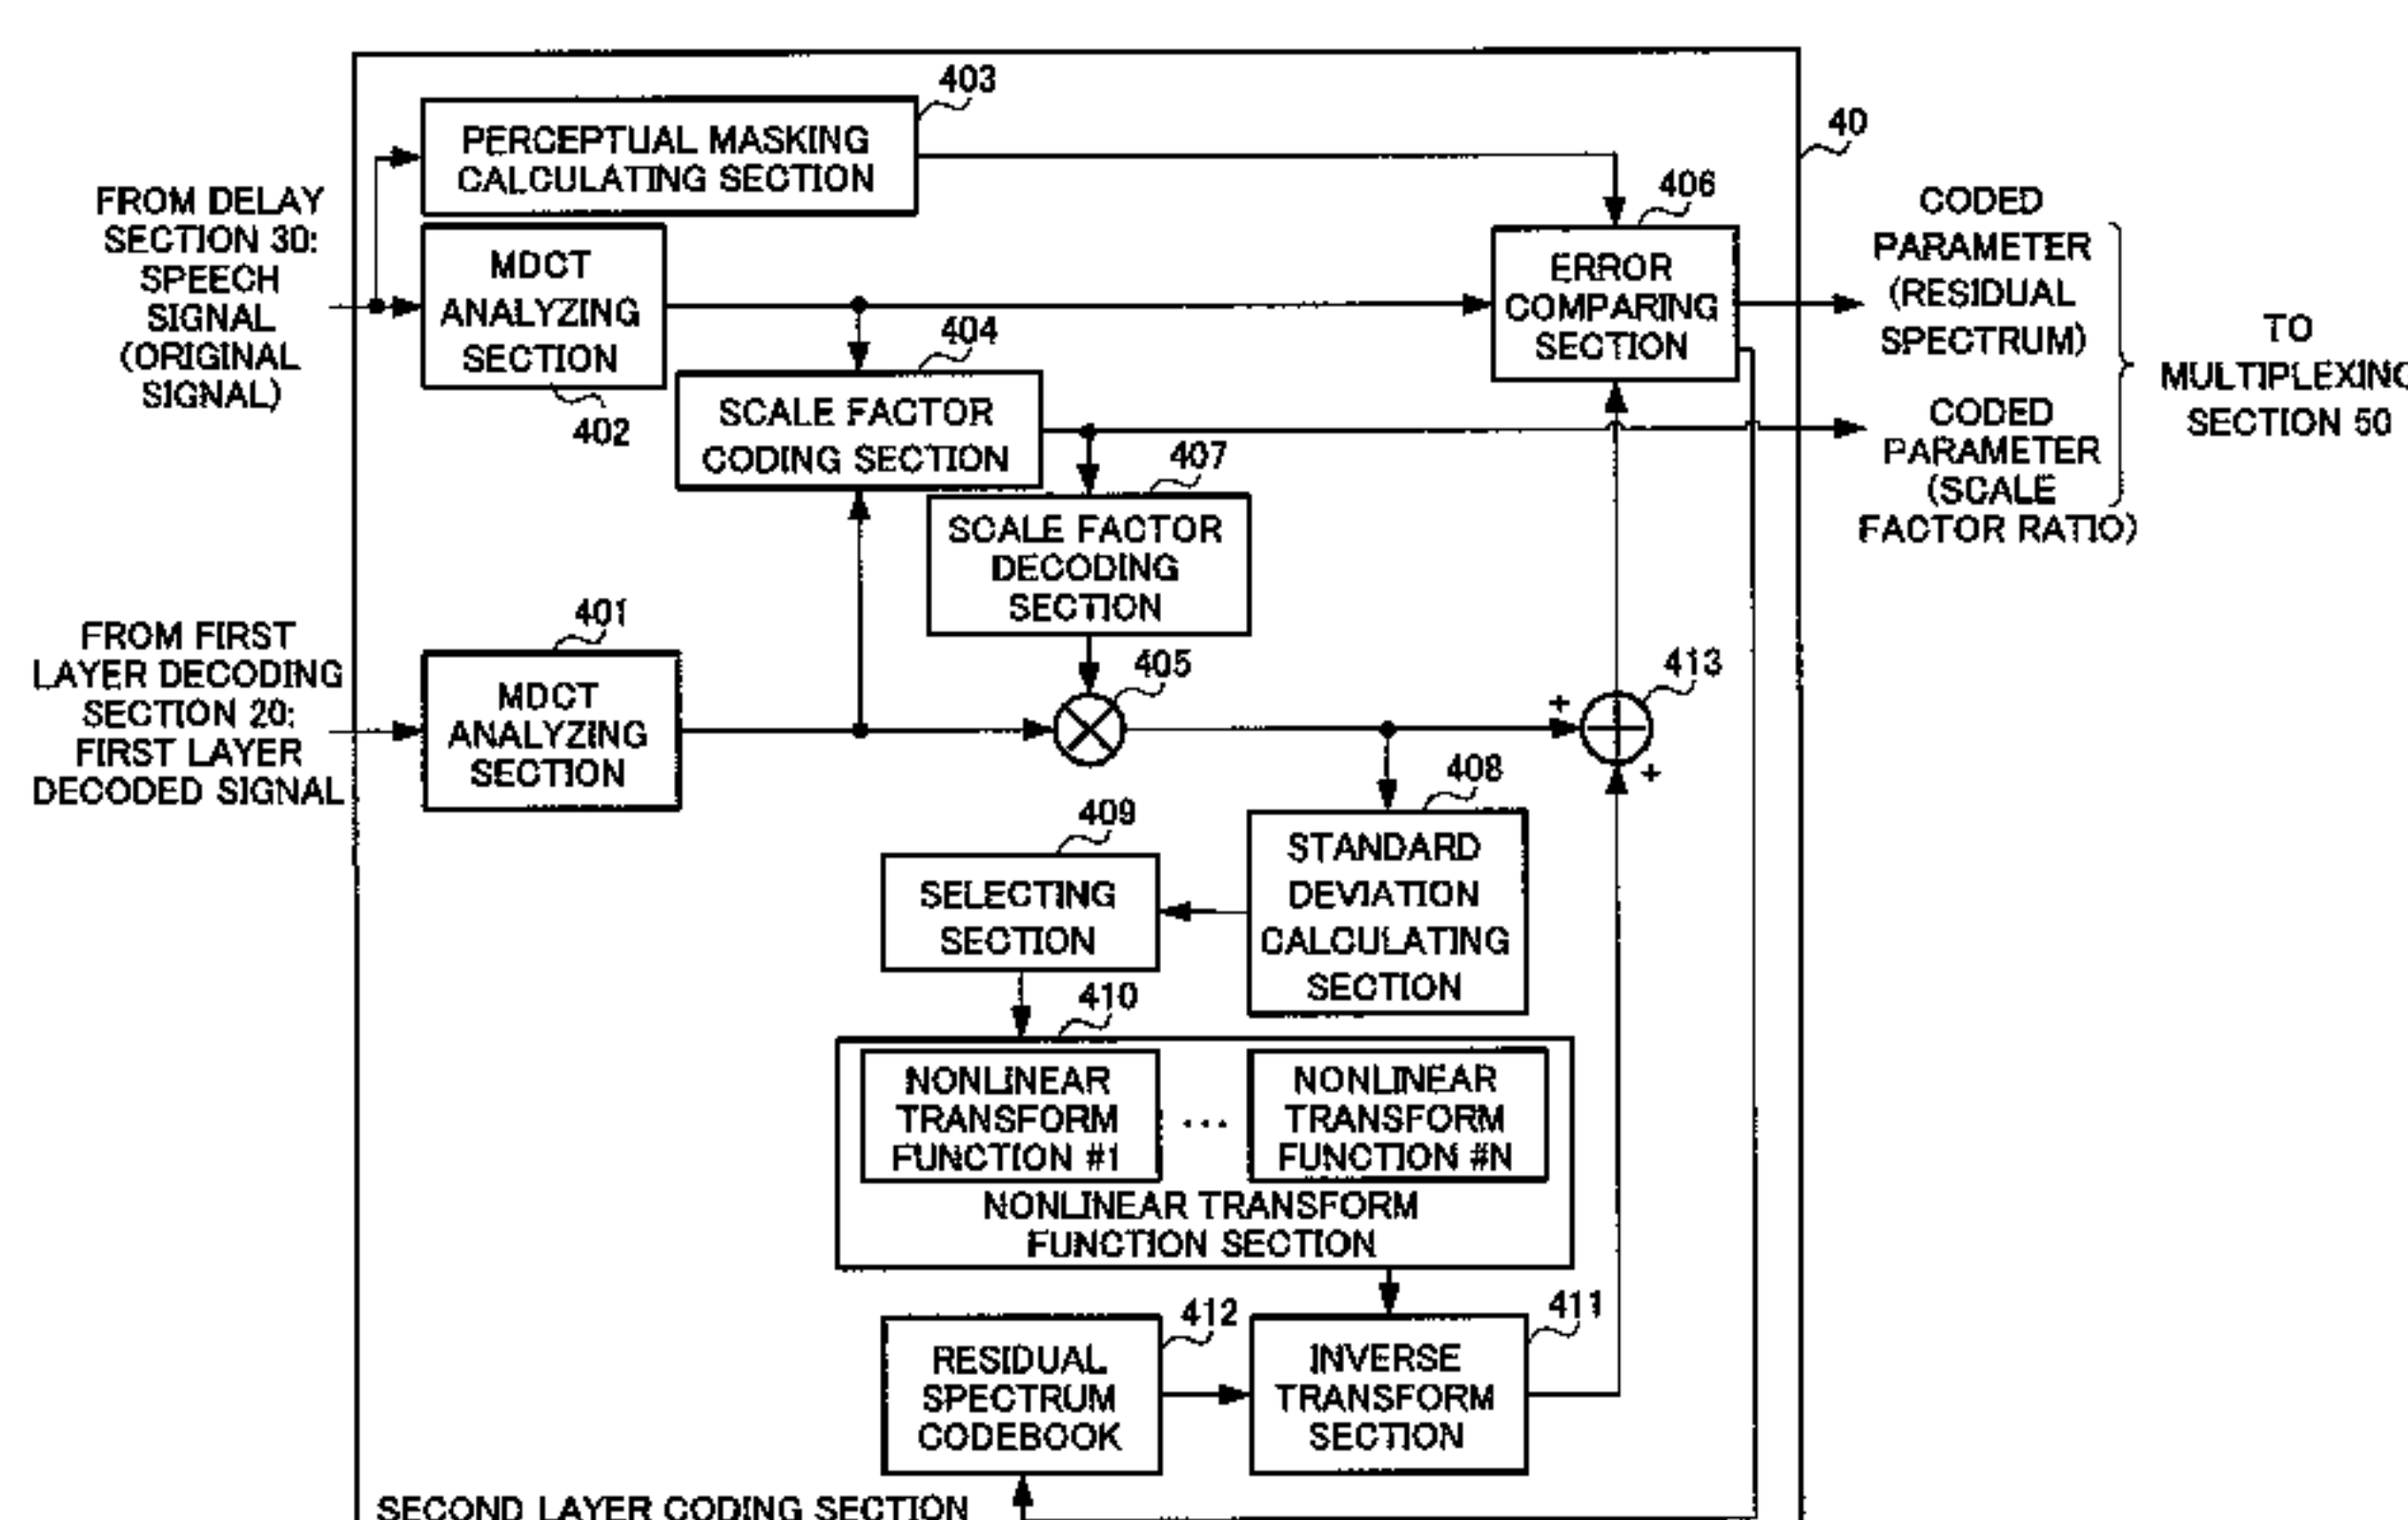 403
PERCEPTUAL MASKING
CALCULATING SECTION
40
FROM DELAY
SECTION 30:
SPEECH
SIGNAL
(ORIGINAL
SIGNAL)
MDCT
ANALYZING
SECTION
402
406
ERROR
COMPARING
SECTION
CODED
PARAMETER
(RESIDUAL
SPECTRUM)
TO
MULTIPLEXING
SECTION 50
404
SCALE FACTOR
CODING SECTION
CODED
PARAMETER
(SCALE
FACTOR RATIO)
407
SCALE FACTOR
DECODING
SECTION
FROM FIRST
LAYER DECODING
SECTION 20:
FIRST LAYER
DECODED SIGNAL
401
MDCT
ANALYZING
SECTION
405
+
413
+
408
STANDARD
DEVIATION
CALCULATING
SECTION
409
SELECTING
SECTION
410
NONLINEAR
TRANSFORM
FUNCTION #1
...
NONLINEAR
TRANSFORM
FUNCTION #N
NONLINEAR TRANSFORM
FUNCTION SECTION
412
RESIDUAL
SPECTRUM
CODEBOOK
411
INVERSE
TRANSFORM
SECTION
SECOND LAYER CODING SECTION